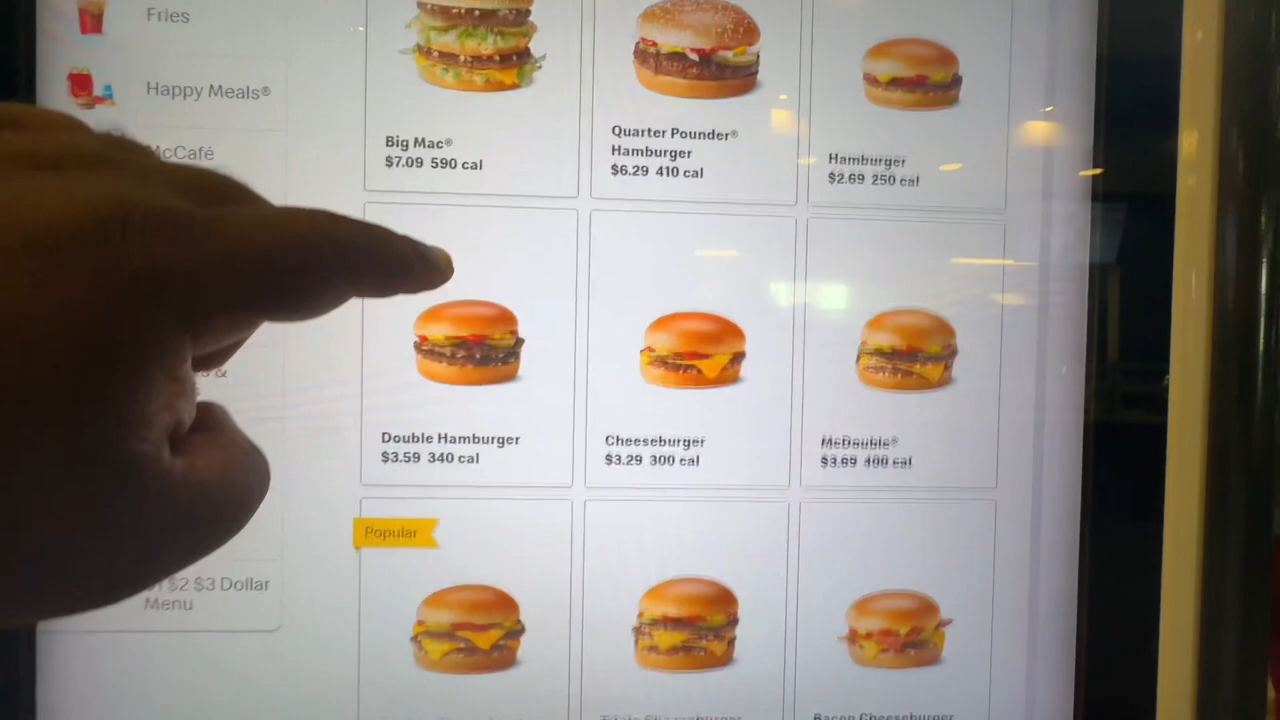 Fries
Happy Meals®
McCafé
$2 $3 Dollar
Menu
Big Mac®
$7.09 590 cal
Quarter Pounder®
Hamburger
$6.29 410 cal
Hamburger
$2.69 250 cal
Double Hamburger
$3.59 340 cal
Cheeseburger
$3.29 300 cal
McDouble®
$3.69 400 cal
Popular
Bacon Cheeseburger